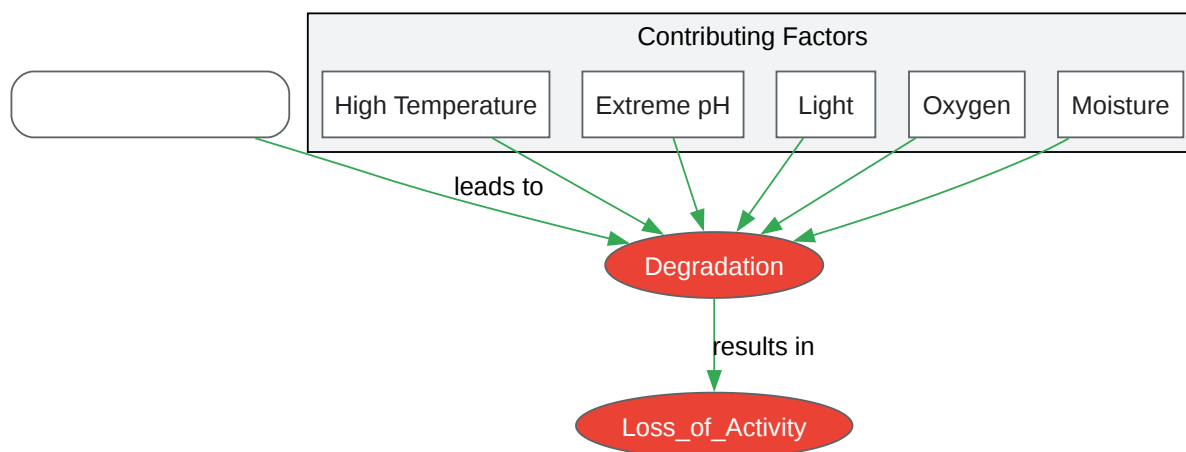 Contributing Factors
High Temperature
Extreme pH
Light
Oxygen
Moisture
leads to
Degradation
results in
Loss_of_Activity